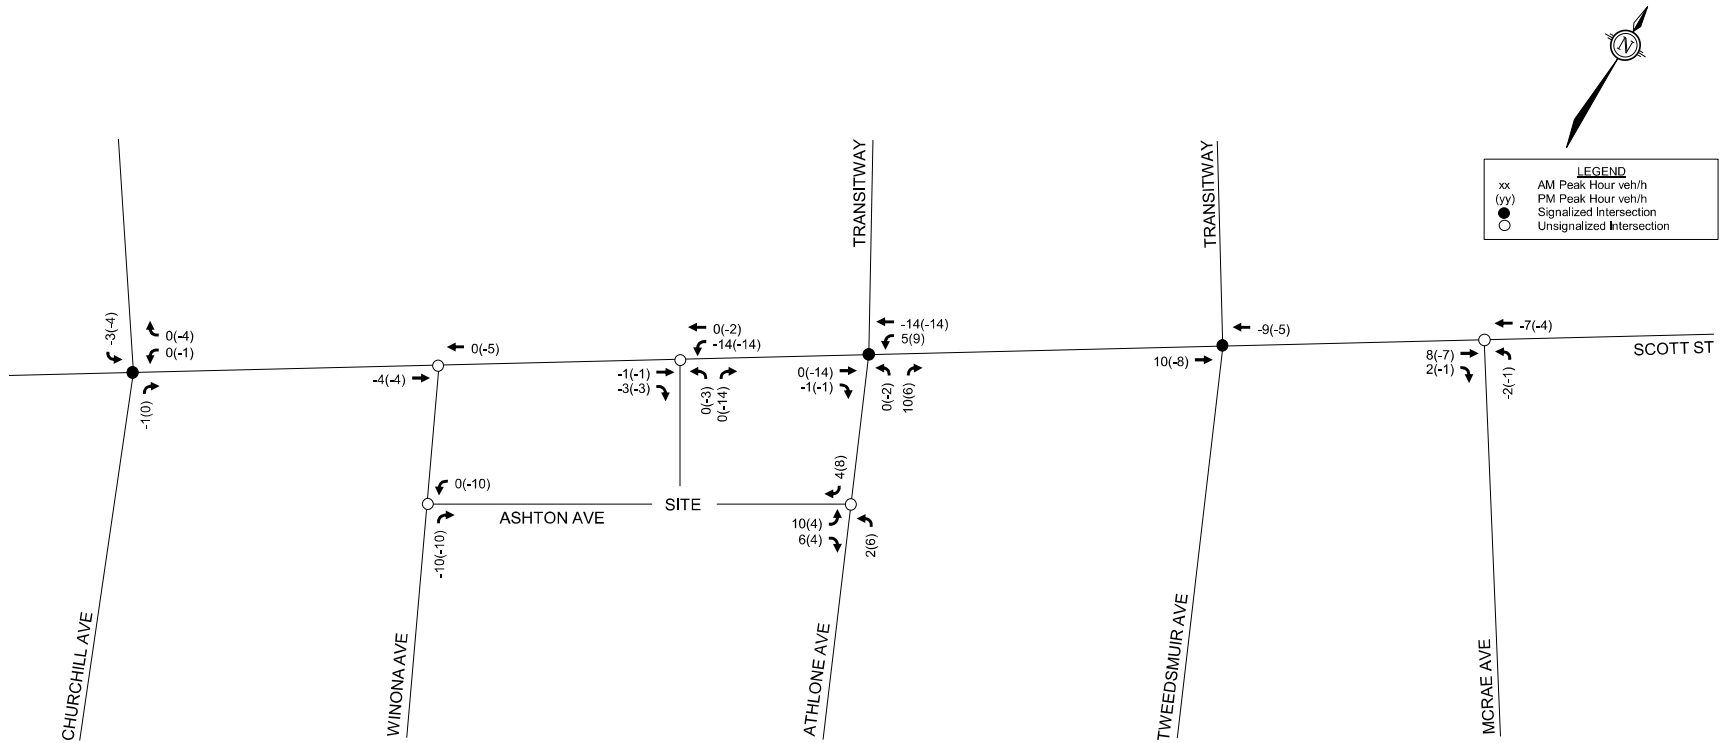 N
LEGEND
xx AM Peak Hour veh/h
(yy) PM Peak Hour veh/h
Signalized Intersection
Unsignalized Intersection
TRANSITWAY
TRANSITWAY
-3(-4)
0(-4)
0(-1)
-1(0)
0(-5)
-4(-4)
0(-2)
-14(-14)
-1(-1)
-3(-3)
0(-3)
0(-14)
-14(-14)
5(9)
0(-14)
-1(-1)
0(-2)
10(6)
-9(-5)
10(-8)
-7(-4)
8(-7)
2(-1)
-2(-1)
SCOTT ST
0(-10)
-10(-10)
ASHTON AVE
SITE
4(8)
10(4)
6(4)
2(6)
CHURCHILL AVE
WINONA AVE
ATHLONE AVE
TWEEDSMUIR AVE
MCRAE AVE